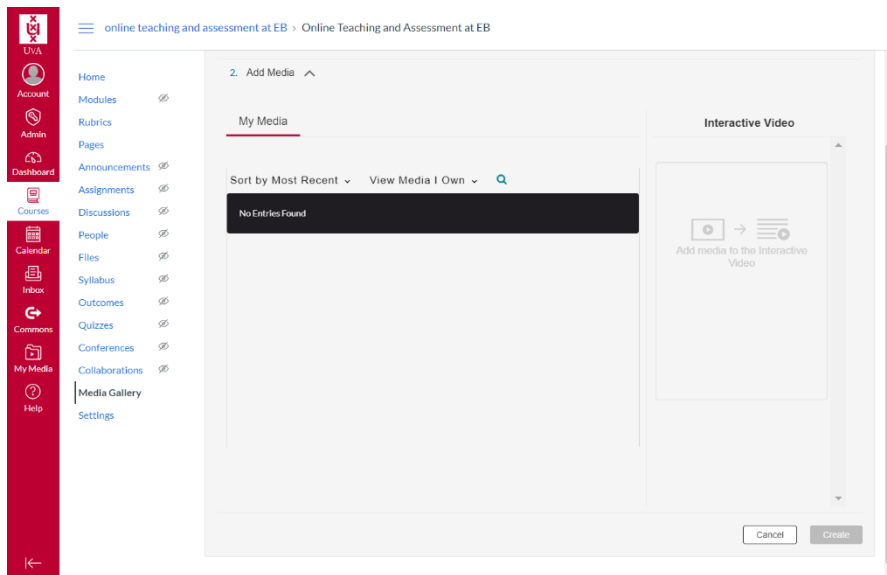 UvA
Account
Admin
Dashboard
Courses
Calendar
Inbox
Commons
My Media
Help
online teaching and assessment at EB > Online Teaching and Assessment at EB
Home
Modules
Rubrics
Pages
Announcements
Assignments
Discussions
People
Files
Syllabus
Outcomes
Quizzes
Conferences
Collaborations
Media Gallery
Settings
2. Add Media
My Media
Sort by Most Recent View Media I Own
No Entries Found
Interactive Video
Add media to the Interactive
Video
Cancel Create